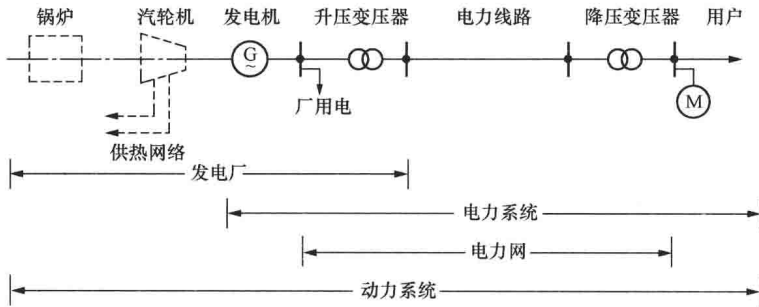 锅炉 汽轮机 发电机 升压变压器 电力线路 降压变压器 用户
G
~
厂用电
M
供热网络
发电厂
电力系统
电力网
动力系统